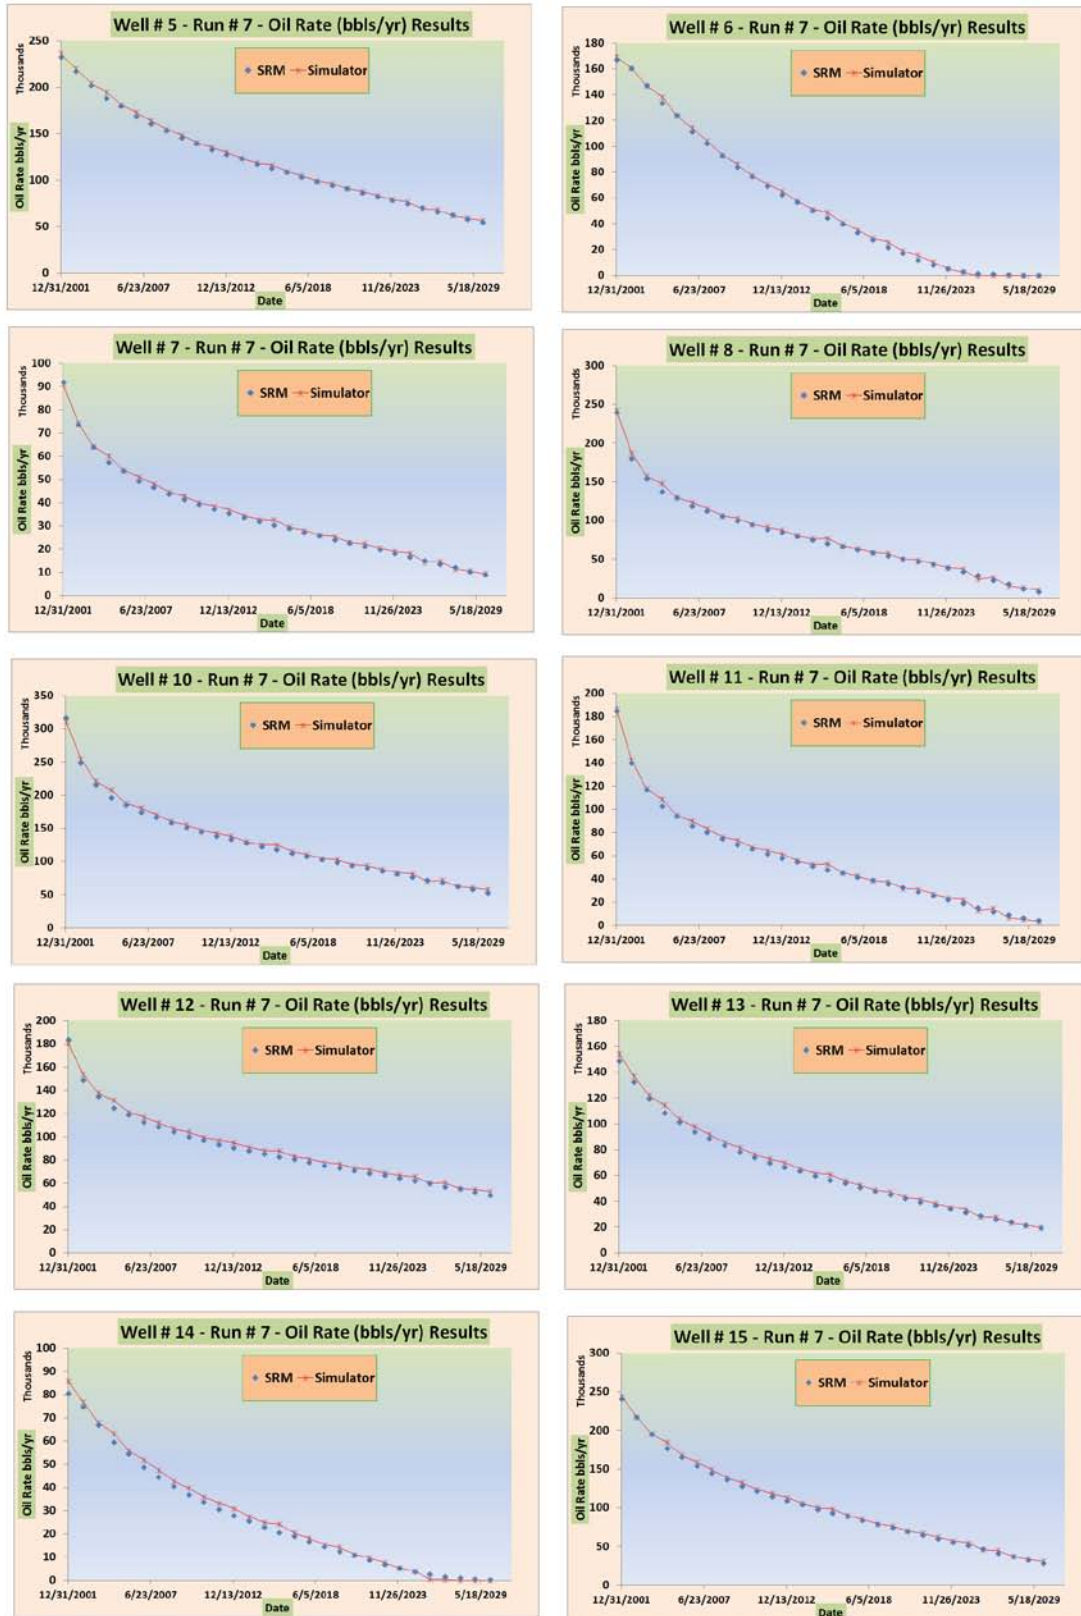 Well # 5 - Run # 7 - Oil Rate (bbls/yr) Results
Thousands
Oil Rate bbls/yr
SRM Simulator
250
200
150
100
50
0
12/31/2001 6/23/2007 12/13/2012 6/5/2018 11/26/2023 5/18/2029
Date
Well # 6 - Run # 7 - Oil Rate (bbls/yr) Results
Thousands
Oil Rate bbls/yr
SRM Simulator
180
160
140
120
100
80
60
40
20
0
12/31/2001 6/23/2007 12/13/2012 6/5/2018 11/26/2023 5/18/2029
Date
Well # 7 - Run # 7 - Oil Rate (bbls/yr) Results
Thousands
Oil Rate bbls/yr
SRM Simulator
100
90
80
70
60
50
40
30
20
10
0
12/31/2001 6/23/2007 12/13/2012 6/5/2018 11/26/2023 5/18/2029
Date
Well # 8 - Run # 7 - Oil Rate (bbls/yr) Results
Thousands
Oil Rate bbls/yr
SRM Simulator
300
250
200
150
100
50
0
12/31/2001 6/23/2007 12/13/2012 6/5/2018 11/26/2023 5/18/2029
Date
Well # 10 - Run # 7 - Oil Rate (bbls/yr) Results
Thousands
Oil Rate bbls/yr
SRM Simulator
350
300
250
200
150
100
50
0
12/31/2001 6/23/2007 12/13/2012 6/5/2018 11/26/2023 5/18/2029
Date
Well # 11 - Run # 7 - Oil Rate (bbls/yr) Results
Thousands
Oil Rate bbls/yr
SRM Simulator
200
180
160
140
120
100
80
60
40
20
0
12/31/2001 6/23/2007 12/13/2012 6/5/2018 11/26/2023 5/18/2029
Date
Well # 12 - Run # 7 - Oil Rate (bbls/yr) Results
Thousands
Oil Rate bbls/yr
SRM Simulator
200
180
160
140
120
100
80
60
40
20
0
12/31/2001 6/23/2007 12/13/2012 6/5/2018 11/26/2023 5/18/2029
Date
Well # 13 - Run # 7 - Oil Rate (bbls/yr) Results
Thousands
Oil Rate bbls/yr
SRM Simulator
180
160
140
120
100
80
60
40
20
0
12/31/2001 6/23/2007 12/13/2012 6/5/2018 11/26/2023 5/18/2029
Date
Well # 14 - Run # 7 - Oil Rate (bbls/yr) Results
Thousands
Oil Rate bbls/yr
SRM Simulator
100
90
80
70
60
50
40
30
20
10
0
12/31/2001 6/23/2007 12/13/2012 6/5/2018 11/26/2023 5/18/2029
Date
Well # 15 - Run # 7 - Oil Rate (bbls/yr) Results
Thousands
Oil Rate bbls/yr
SRM Simulator
300
250
200
150
100
50
0
12/31/2001 6/23/2007 12/13/2012 6/5/2018 11/26/2023 5/18/2029
Date